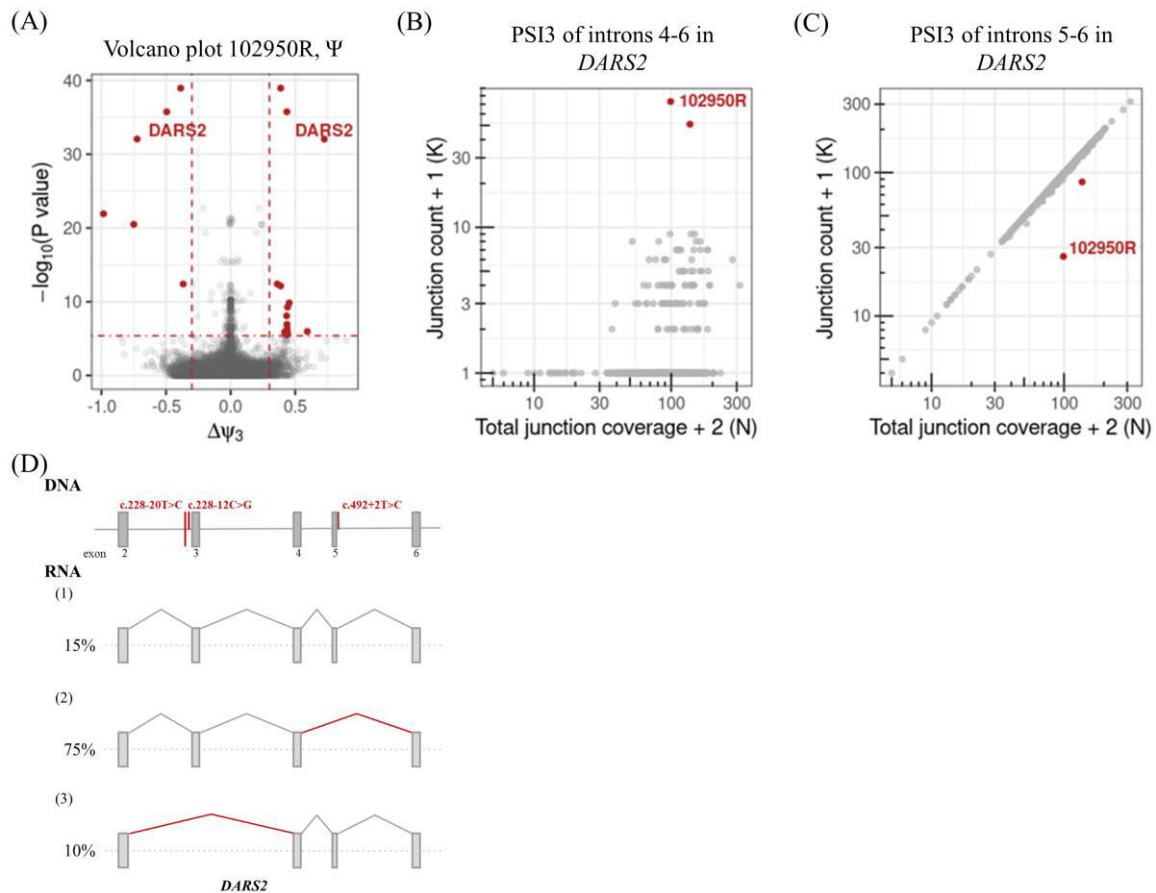 (A)
Volcano plot 102950R, Ψ
−log10(P value)
40
30
20
10
0
DARS2
DARS2
-1.0
-0.5
0.0
0.5
Δψ3
(B)
PSI3 of introns 4-6 in
DARS2
Junction count + 1 (K)
30
10
3
1
102950R
10
30
100
300
Total junction coverage + 2 (N)
(C)
PSI3 of introns 5-6 in
DARS2
Junction count + 1 (K)
300
100
30
10
102950R
10
30
100
300
Total junction coverage + 2 (N)
(D)
DNA
c.228-20T>C c.228-12C>G c.492+2T>C
exon 2 3 4 5 6
RNA
(1)
15%
(2)
75%
(3)
10%
DARS2